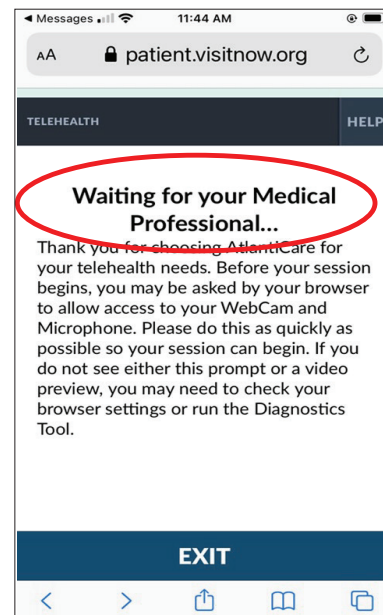 Messages 11:44 AM
AA patient.visitnow.org
TELEHEALTH HELP
Waiting for your Medical
Professional...
Thank you for choosing AtlantiCare for
your telehealth needs. Before your session
begins, you may be asked by your browser
to allow access to your WebCam and
Microphone. Please do this as quickly as
possible so your session can begin. If you
do not see either this prompt or a video
preview, you may need to check your
browser settings or run the Diagnostics
Tool.
EXIT